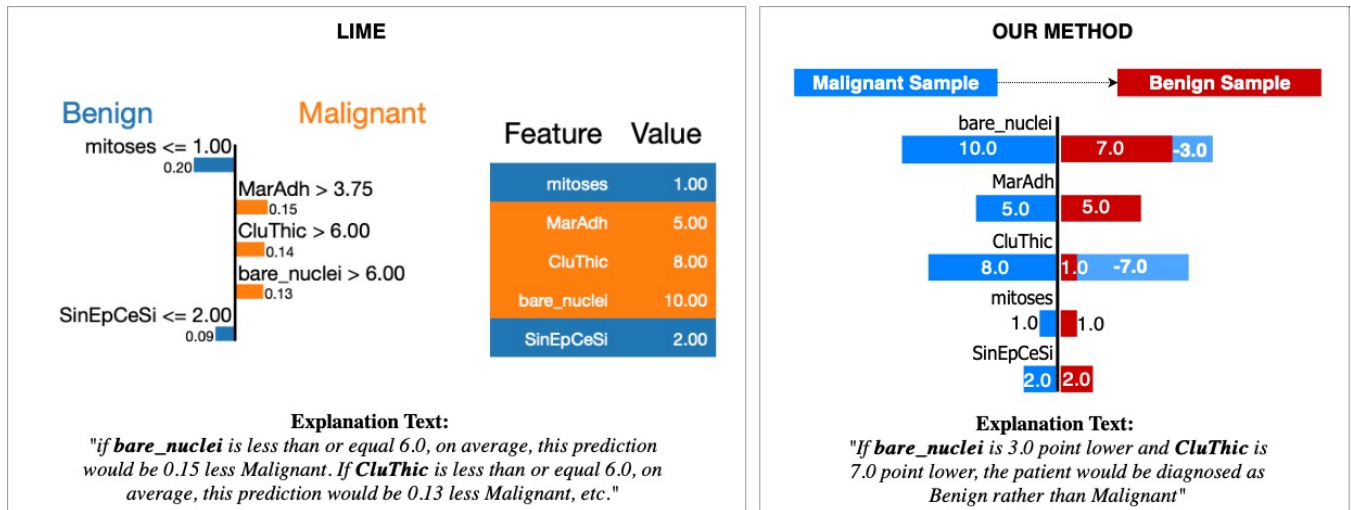 LIME
Benign
Malignant
mitoses <= 1.00
0.20
MarAdh > 3.75
0.15
CluThic > 6.00
0.14
bare_nuclei > 6.00
0.13
SinEpCeSi <= 2.00
0.09
Feature Value
mitoses 1.00
MarAdh 5.00
CluThic 8.00
bare_nuclei 10.00
SinEpCeSi 2.00
Explanation Text:
"if bare_nuclei is less than or equal 6.0, on average, this prediction
would be 0.15 less Malignant. If CluThic is less than or equal 6.0, on
average, this prediction would be 0.13 less Malignant, etc."
OUR METHOD
Malignant Sample
Benign Sample
bare_nuclei
10.0 7.0 -3.0
MarAdh
5.0 5.0
CluThic
8.0 1.0 -7.0
mitoses
1.0 1.0
SinEpCeSi
2.0 2.0
Explanation Text:
"If bare_nuclei is 3.0 point lower and CluThic is
7.0 point lower, the patient would be diagnosed as
Benign rather than Malignant"